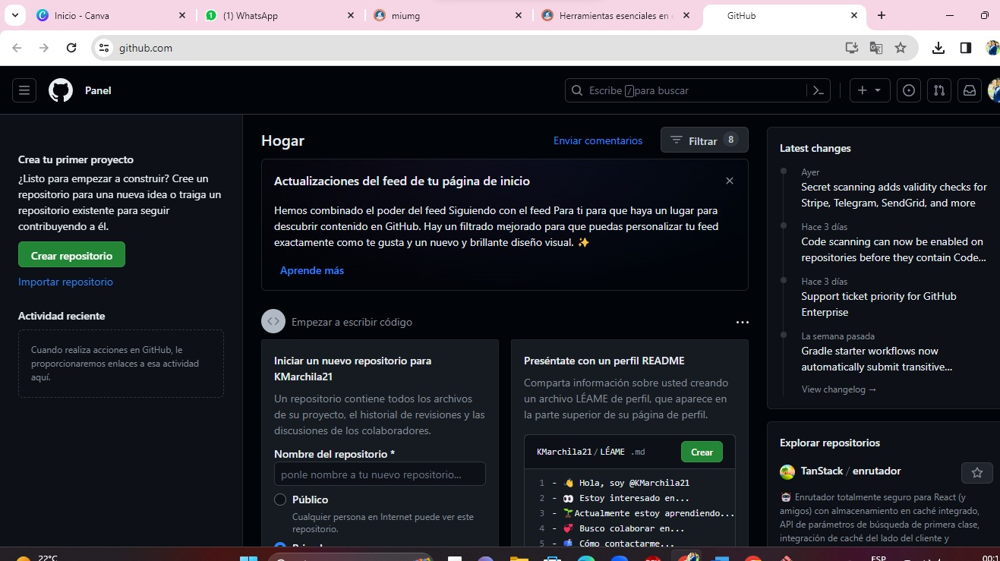 Inicio - Canva
1
(1) WhatsApp
miumg
Herramientas esenciales en
GitHub
github.com
Panel
Escribe / para buscar
Hogar
Enviar comentarios
Filtrar 8
Crea tu primer proyecto
¿Listo para empezar a construir? Cree un
repositorio para una nueva idea o traiga un
repositorio existente para seguir
contribuyendo a él.
Crear repositorio
Importar repositorio
Actividad reciente
Cuando realiza acciones en GitHub, le
proporcionaremos enlaces a esa actividad
aquí.
Actualizaciones del feed de tu página de inicio
Hemos combinado el poder del feed Siguiendo con el feed Para ti para que haya un lugar para
descubrir contenido en GitHub. Hay un filtrado mejorado para que puedas personalizar tu feed
exactamente como te gusta y un nuevo y brillante diseño visual. ✨
Aprende más
Empezar a escribir código
Iniciar un nuevo repositorio para
KMarchila21
Un repositorio contiene todos los archivos
de su proyecto, el historial de revisiones y las
discusiones de los colaboradores.
Nombre del repositorio *
ponle nombre a tu nuevo repositorio...
Público
Cualquier persona en Internet puede ver este
repositorio.
Preséntate con un perfil README
Comparta información sobre usted creando
un archivo LÉAME de perfil, que aparece en
la parte superior de su página de perfil.
KMarchila21 / LÉAME .md
Crear
1 - 👋 Hola, soy @KMarchila21
2 - 👀 Estoy interesado en...
3 - 🌱Actualmente estoy aprendiendo...
4 - 💞️ Busco colaborar en...
5 - 📫 Cómo contactarme...
Latest changes
Ayer
Secret scanning adds validity checks for
Stripe, Telegram, SendGrid, and more
Hace 3 días
Code scanning can now be enabled on
repositories before they contain Code...
Hace 3 días
Support ticket priority for GitHub
Enterprise
La semana pasada
Gradle starter workflows now
automatically submit transitive...
View changelog →
Explorar repositorios
TanStack / enrutador
🤖 Enrutador totalmente seguro para React (y
amigos) con almacenamiento en caché integrado,
API de parámetros de búsqueda de primera clase,
integración de caché del lado del cliente y
22°C
ESP